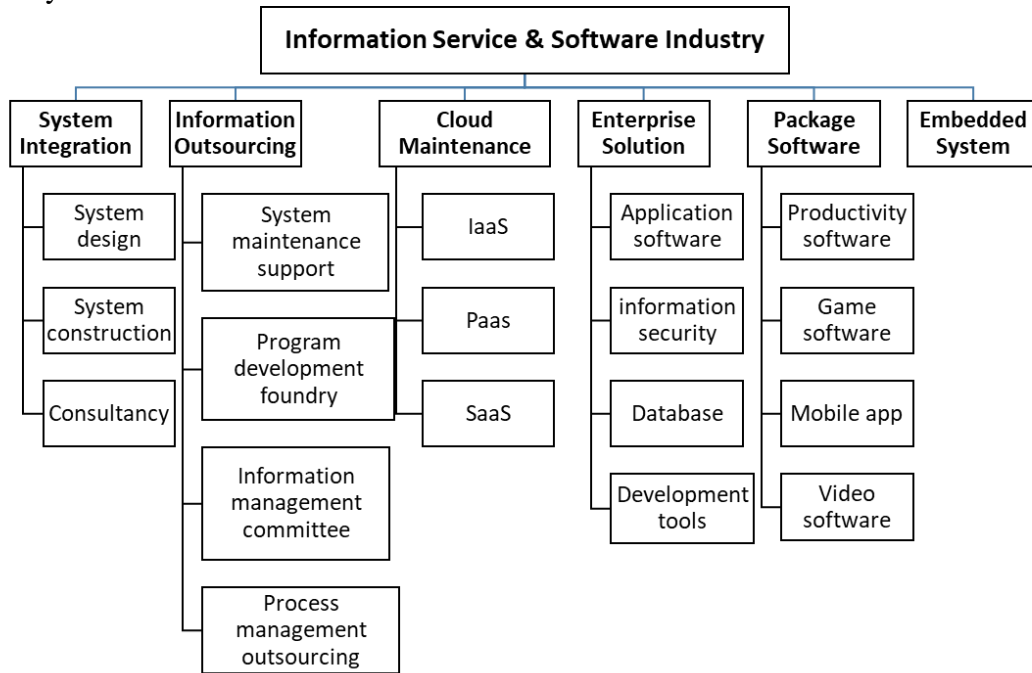 Information Service & Software Industry
System
Integration
Information
Outsourcing
Cloud
Maintenance
Enterprise
Solution
Package
Software
Embedded
System
System
design
System
construction
Consultancy
System
maintenance
support
Program
development
foundry
Information
management
committee
Process
management
outsourcing
IaaS
Paas
SaaS
Application
software
information
security
Database
Development
tools
Productivity
software
Game
software
Mobile app
Video
software